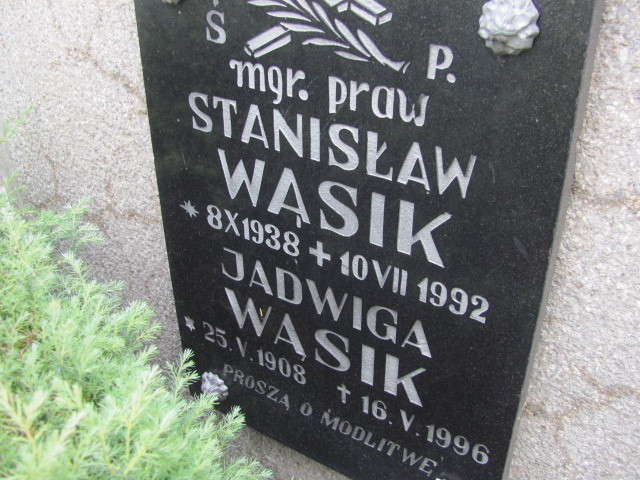 Ś P.
mgr. praw
STANISŁAW
WĄSIK
* 8 X 1938 + 10 VII 1992
JADWIGA
WĄSIK
* 25. V. 1908 + 16. V. 1996
PROSZĄ O MODLITWĘ